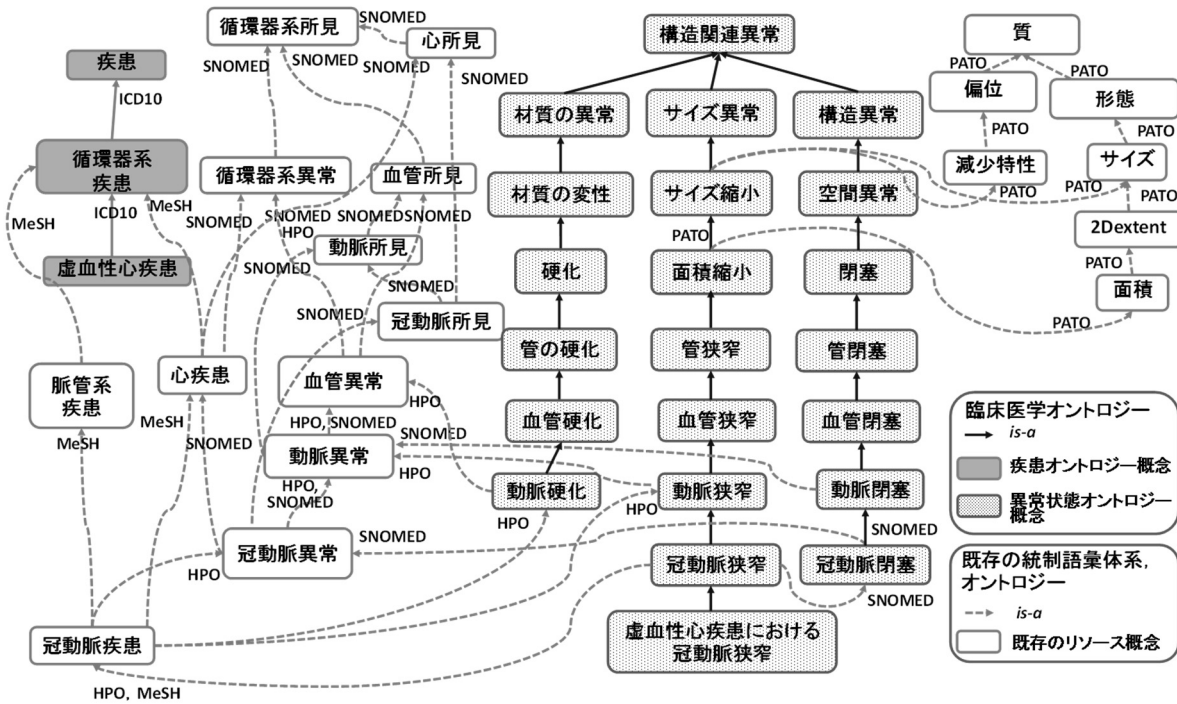 循環器系所見
SNOMED
心所見
構造関連異常
質
疾患
SNOMED
SNOMED
SNOMED
SNOMED
PATO
PATO
偏位
形態
ICD10
材質の異常
サイズ異常
構造異常
PATO
PATO
循環器系
疾患
循環器系異常
血管所見
減少特性
サイズ
PATO
PATO
MeSH
ICD10
MeSH
SNOMED
SNOMED
HPO
SNOMED
SNOMED
材質の変性
サイズ縮小
空間異常
PATO
2Dextent
動脈所見
PATO
虚血性心疾患
SNOMED
SNOMED
硬化
面積縮小
閉塞
PATO
面積
SNOMED
冠動脈所見
PATO
管の硬化
管狭窄
管閉塞
脈管系
疾患
心疾患
血管異常
HPO
MeSH
MeSH
SNOMED
HPO, SNOMED
SNOMED
血管硬化
血管狭窄
血管閉塞
動脈異常
HPO
HPO,
SNOMED
動脈硬化
動脈狭窄
動脈閉塞
HPO
HPO
SNOMED
冠動脈異常
SNOMED
HPO
冠動脈狭窄
冠動脈閉塞
SNOMED
冠動脈疾患
虚血性心疾患における
冠動脈狭窄
HPO, MeSH
臨床医学オントロジー
is-a
疾患オントロジー概念
異常状態オントロジー
概念
既存の統制語彙体系,
オントロジー
is-a
既存のリソース概念